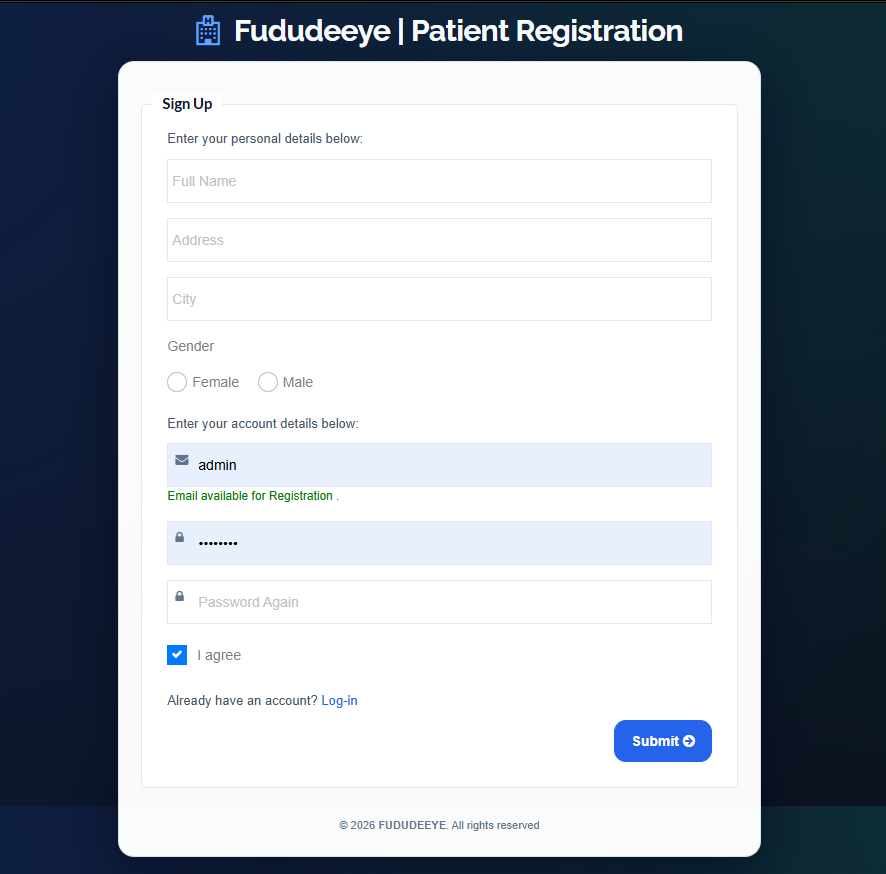 Fududeeye | Patient Registration
Sign Up
Enter your personal details below:
Full Name
Address
City
Gender
Female Male
Enter your account details below:
admin
Email available for Registration .
••••••••
Password Again
I agree
Already have an account? Log-in
Submit
© 2026 FUDUDEEYE. All rights reserved